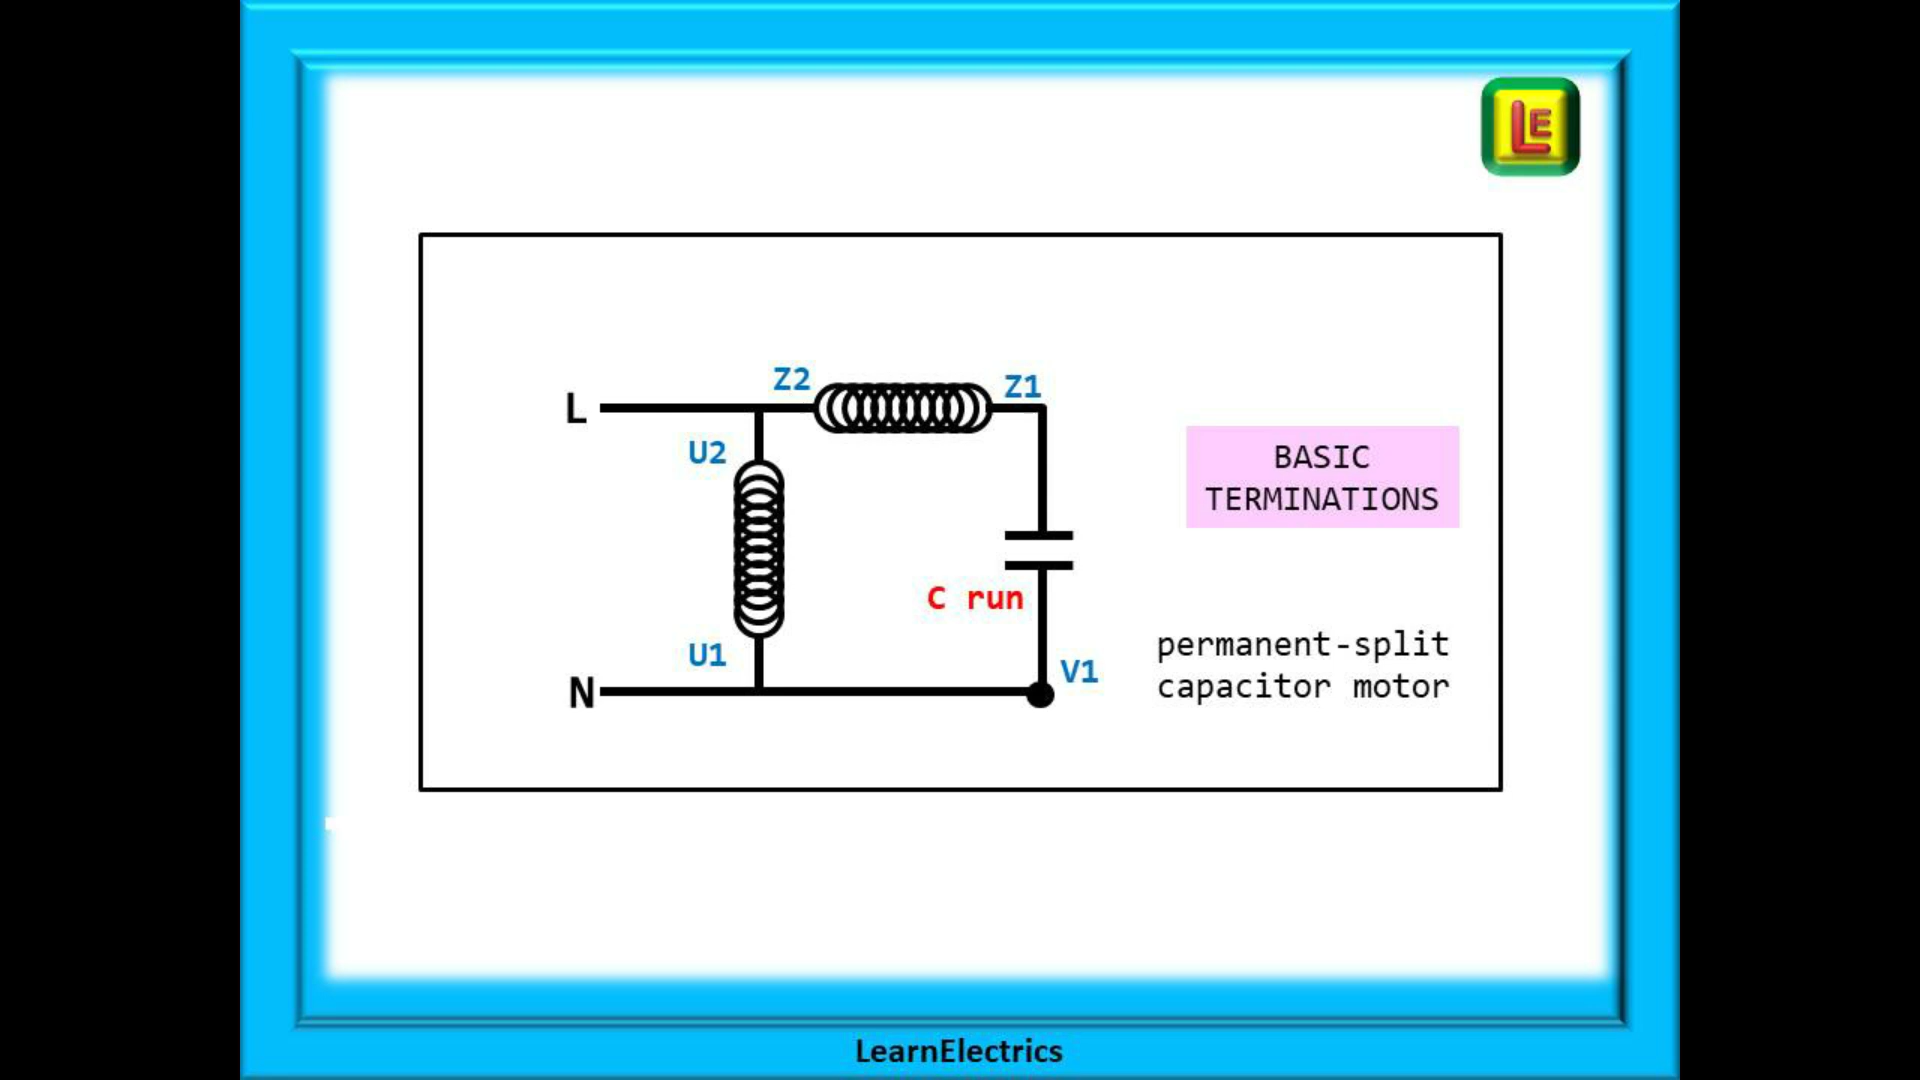 LE
Z2
Z1
L
U2
BASIC
TERMINATIONS
C run
U1
V1
permanent-split
capacitor motor
N
LearnElectrics